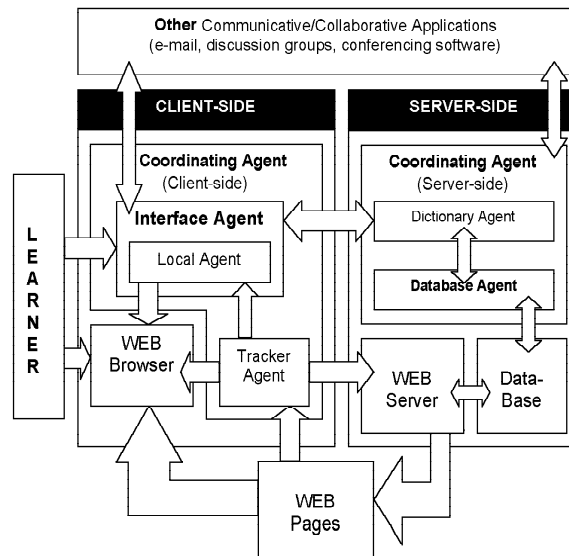 Other Communicative/Collaborative Applications
(e-mail, discussion groups, conferencing software)
CLIENT-SIDE
SERVER-SIDE
Coordinating Agent
(Client-side)
Coordinating Agent
(Server-side)
Interface Agent
Dictionary Agent
Local Agent
Database Agent
LEARNER
WEB
Browser
Tracker
Agent
WEB
Server
Data-
Base
WEB
Pages